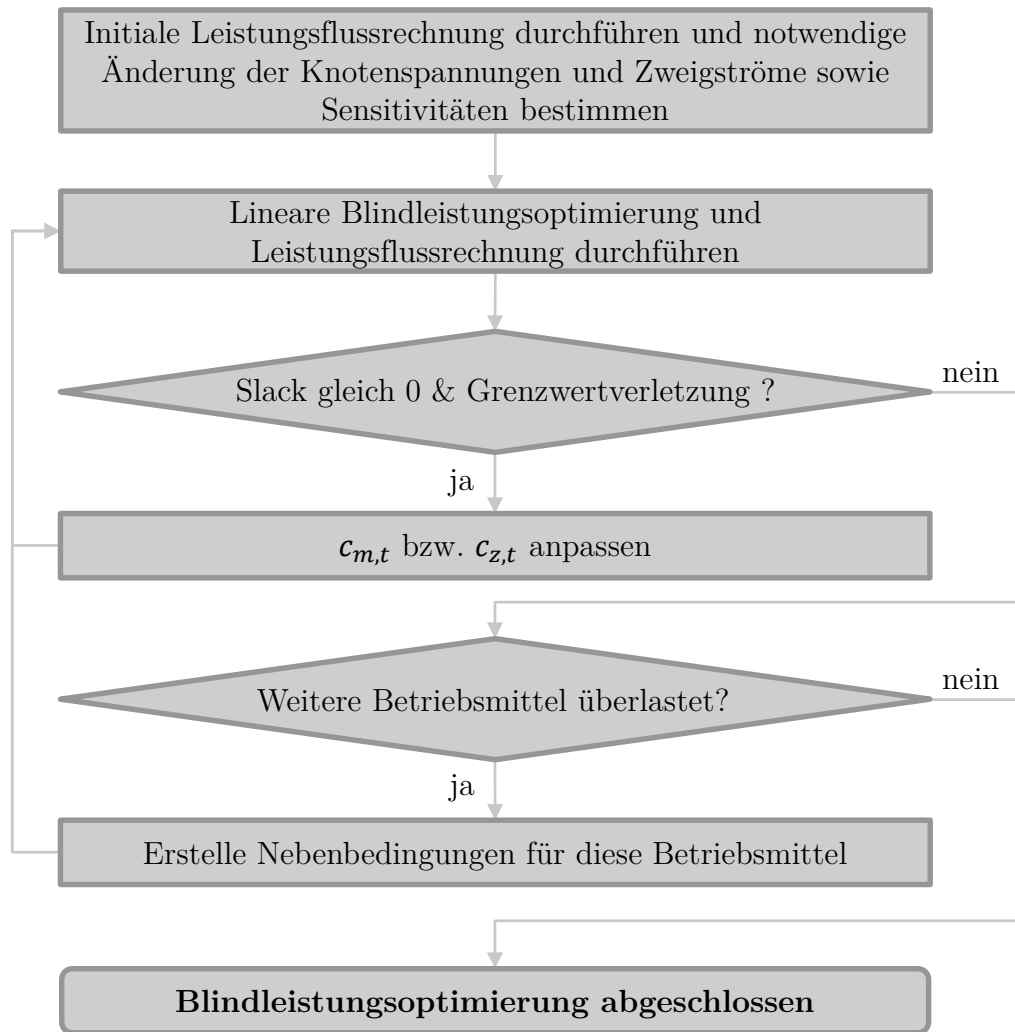 Initiale Leistungsflussrechnung durchführen und notwendige
Änderung der Knotenspannungen und Zweigströme sowie
Sensitivitäten bestimmen
Lineare Blindleistungsoptimierung und
Leistungsflussrechnung durchführen
Slack gleich 0 & Grenzwertverletzung ?
nein
ja
c_{m,t} bzw. c_{z,t} anpassen
Weitere Betriebsmittel überlastet?
nein
ja
Erstelle Nebenbedingungen für diese Betriebsmittel
Blindleistungsoptimierung abgeschlossen